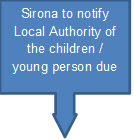 Sirona to notify
Local Authority of
the children /
young person due